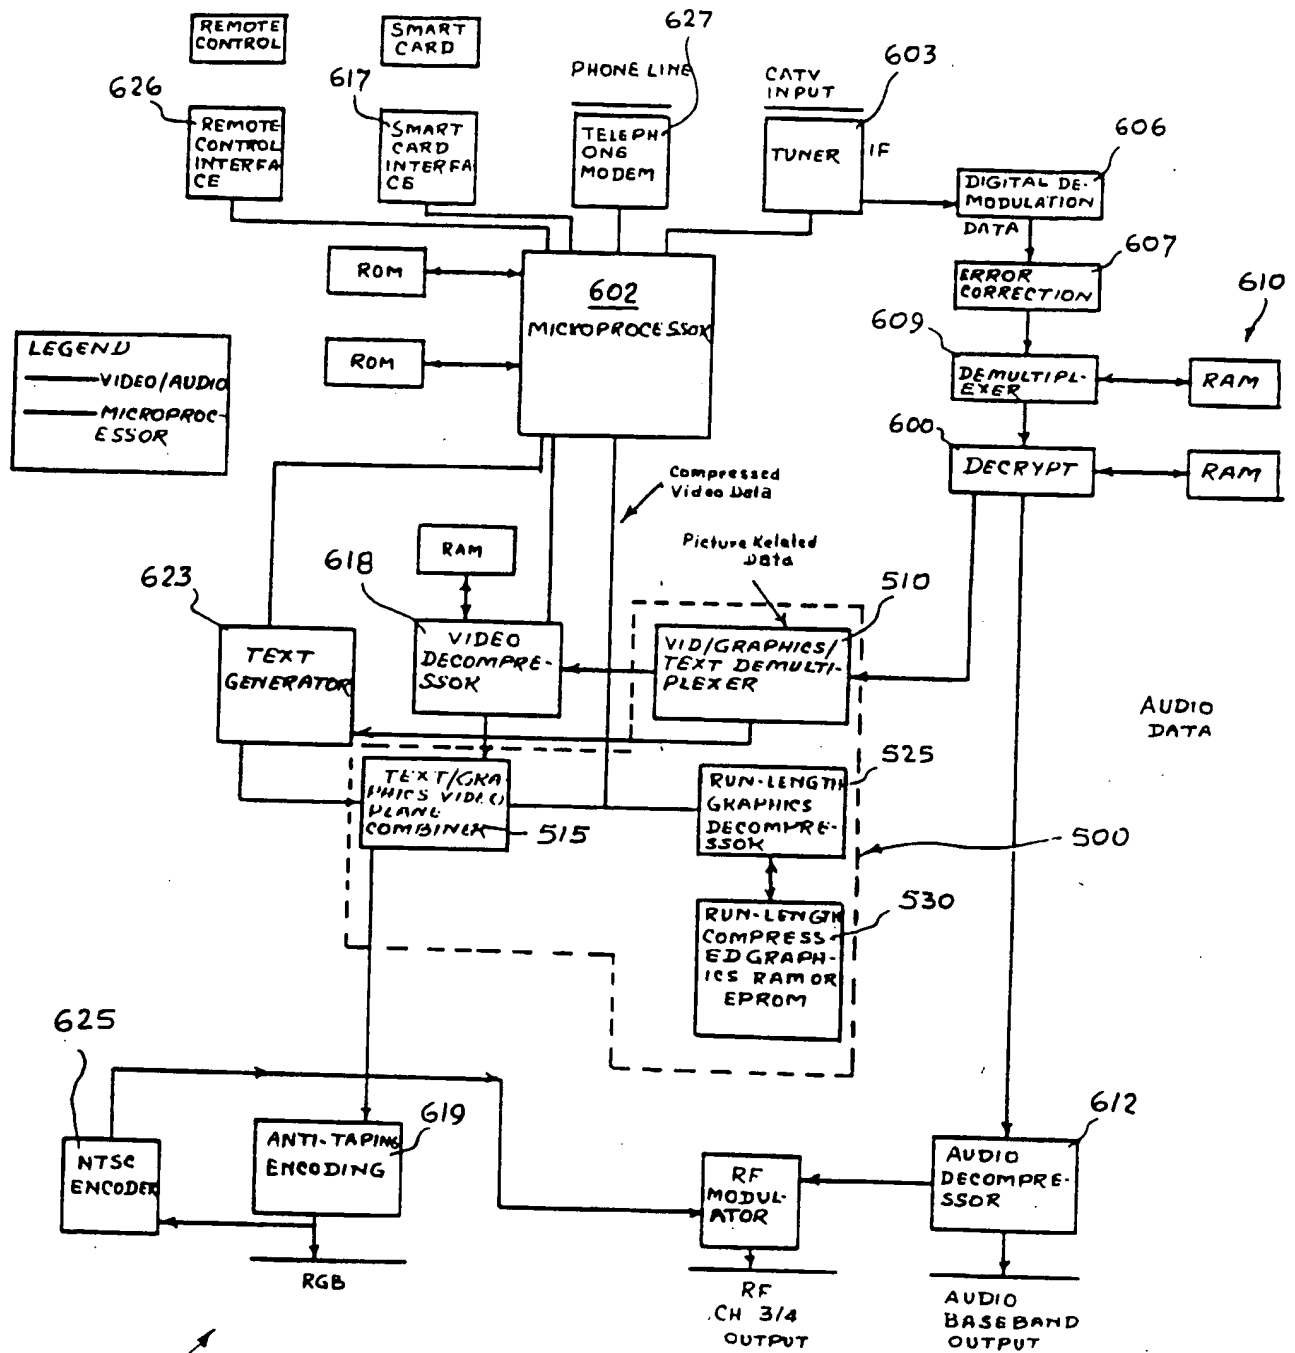 REMOTE
CONTROL
SMART
CARD
627
603
PHONE LINE
CATV
INPUT
626
617
606
REMOTE
CONTROL
INTERFA
CE
SMART
CARD
INTERFA
CE
TELEPH
ONE
MODEM
TUNER
IF
DIGITAL DE-
MODULATION
DATA
607
ERROR
CORRECTION
610
ROM
602
MICROPROCESSOR
609
ROM
DEMULTIPL-
EXER
RAM
LEGEND
VIDEO/AUDIO
MICROPROC-
ESSOR
600
DECRYPT
RAM
Compressed
Video Data
RAM
Picture Related
Data
618
623
510
TEXT
GENERATOR
VIDEO
DECOMPRE-
SSOR
VID/GRAPHICS/
TEXT DEMULTI-
PLEXER
AUDIO
DATA
525
TEXT/GRA
PHICS VIDEO
PLANE
COMBINER
515
RUN-LENGTH
GRAPHICS
DECOMPRE-
SSOR
500
530
RUN-LENGTH
COMPRESS
ED GRAPH-
ICS RAM OR
EPROM
625
619
612
NTSC
ENCODER
ANTI-TAPING
ENCODING
RF
MODUL-
ATOR
AUDIO
DECOMPRE-
SSOR
RGB
RF
CH 3/4
OUTPUT
AUDIO
BASEBAND
OUTPUT